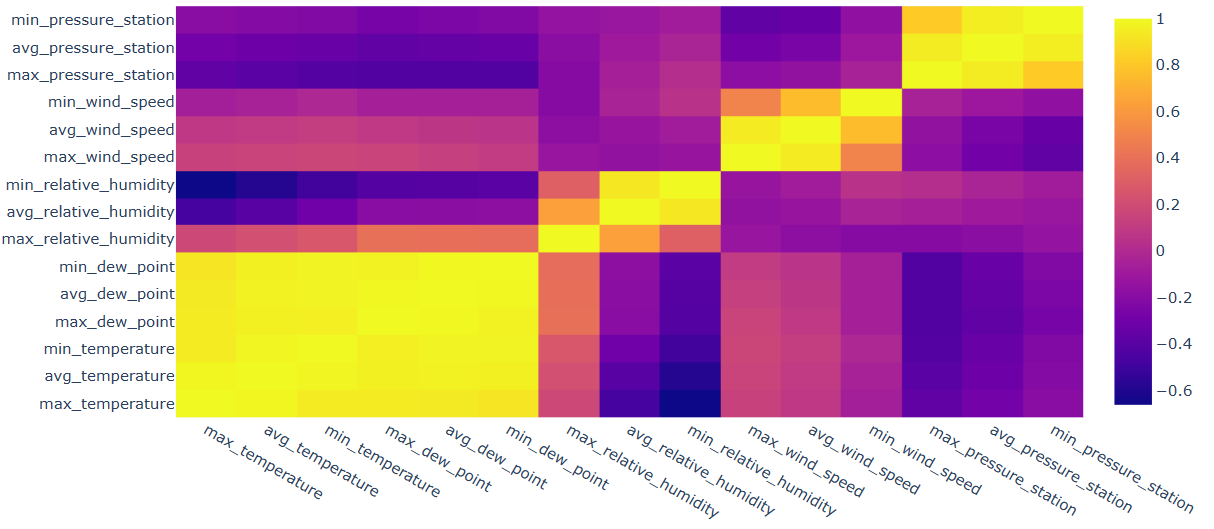 min_pressure_station
avg_pressure_station
max_pressure_station
min_wind_speed
avg_wind_speed
max_wind_speed
min_relative_humidity
avg_relative_humidity
max_relative_humidity
min_dew_point
avg_dew_point
max_dew_point
min_temperature
avg_temperature
max_temperature
max_temperature
avg_temperature
min_temperature
max_dew_point
avg_dew_point
min_dew_point
max_relative_humidity
avg_relative_humidity
min_relative_humidity
max_wind_speed
avg_wind_speed
min_wind_speed
max_pressure_station
avg_pressure_station
min_pressure_station
1
0.8
0.6
0.4
0.2
0
−0.2
−0.4
−0.6